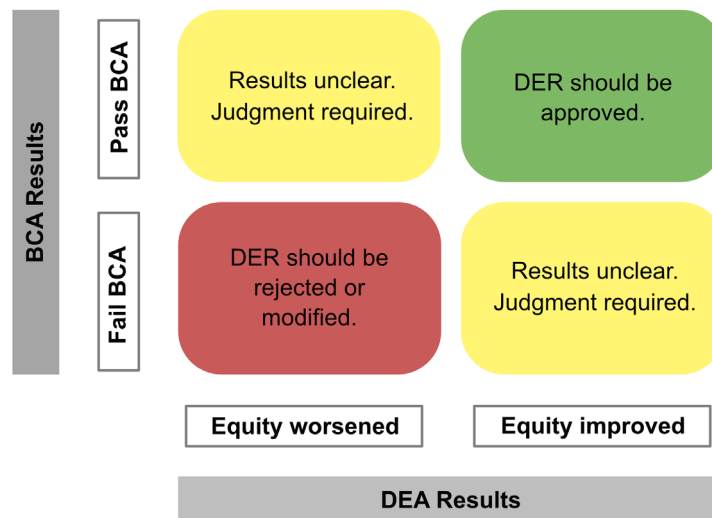 BCA Results
Pass BCA
Results unclear.
Judgment required.
DER should be
approved.
Fail BCA
DER should be
rejected or
modified.
Results unclear.
Judgment required.
Equity worsened
Equity improved
DEA Results